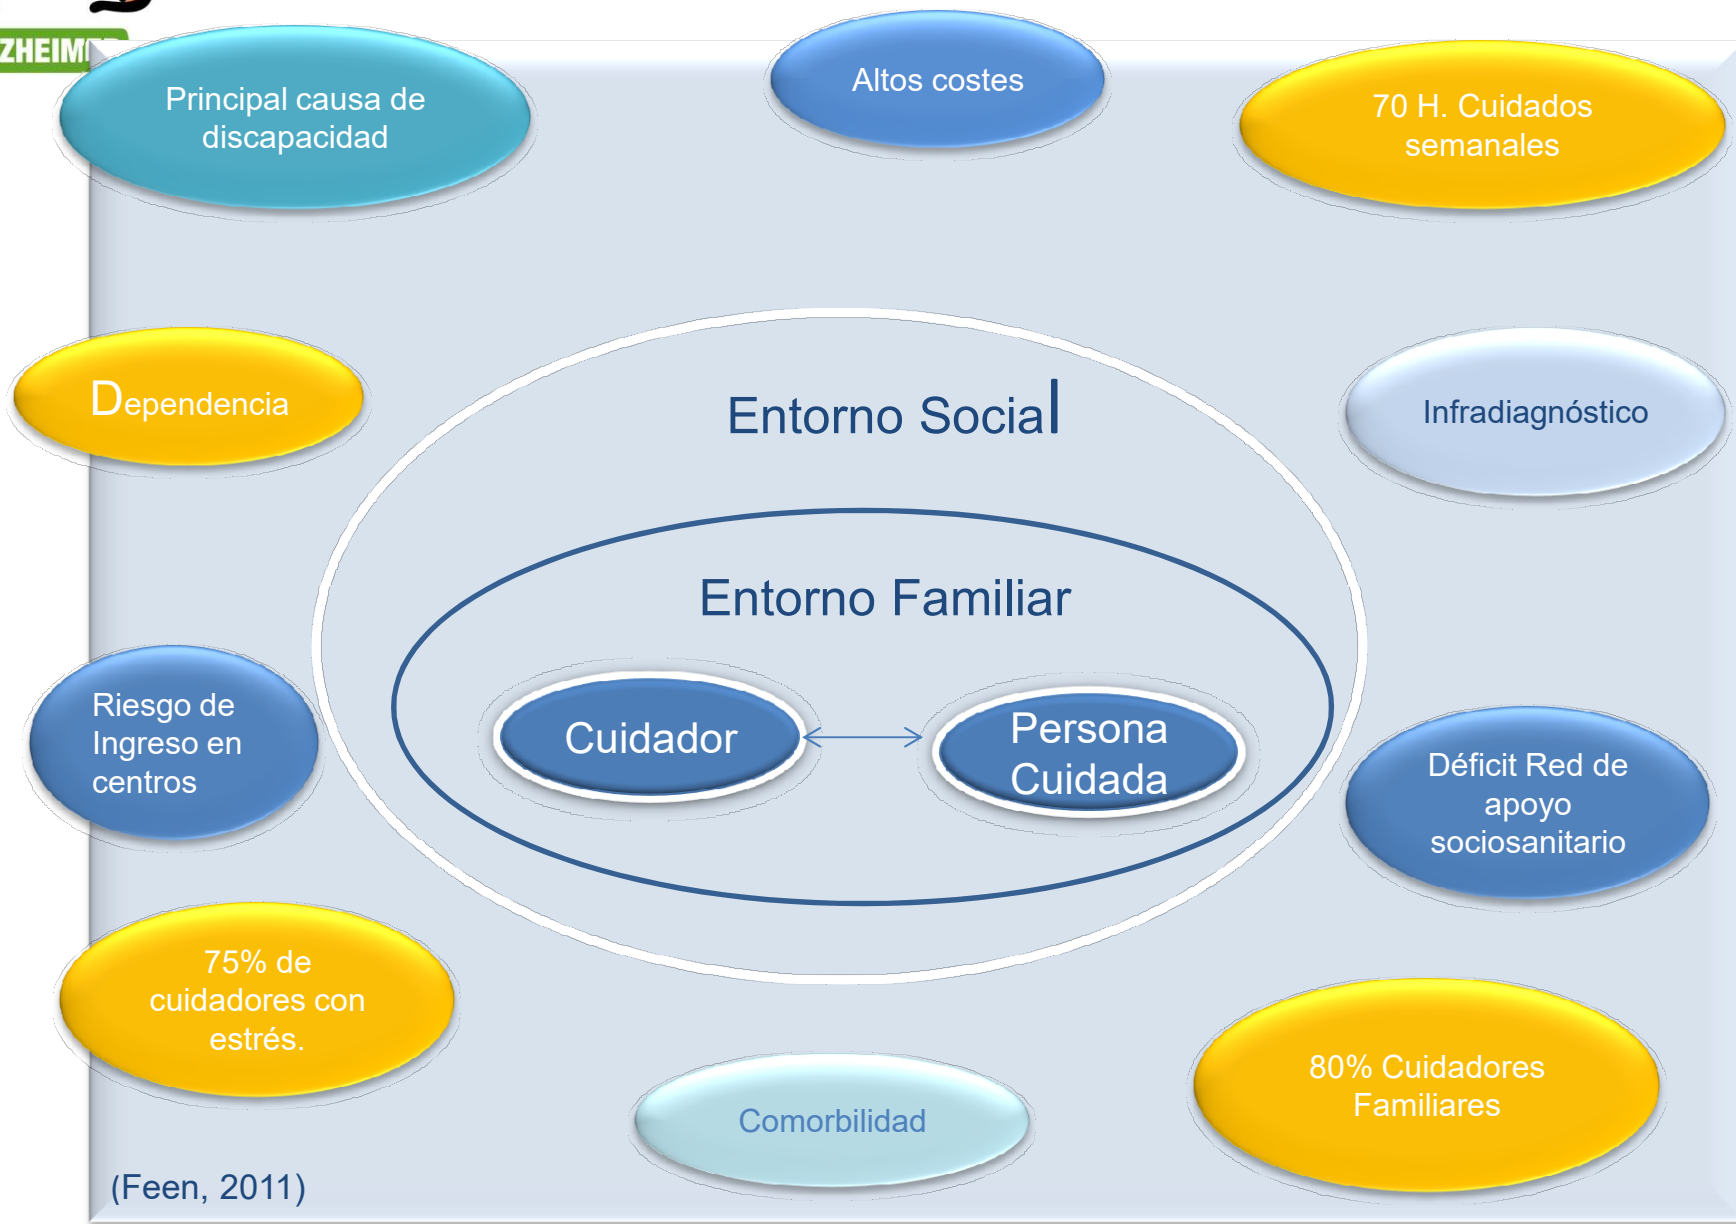 Principal causa de
discapacidad
Altos costes
70 H. Cuidados
semanales
Dependencia
Entorno Social
Infradiagnóstico
Entorno Familiar
Riesgo de
Ingreso en
centros
Cuidador
Persona
Cuidada
Déficit Red de
apoyo
sociosanitario
75% de
cuidadores con
estrés.
80% Cuidadores
Familiares
Comorbilidad
(Feen, 2011)